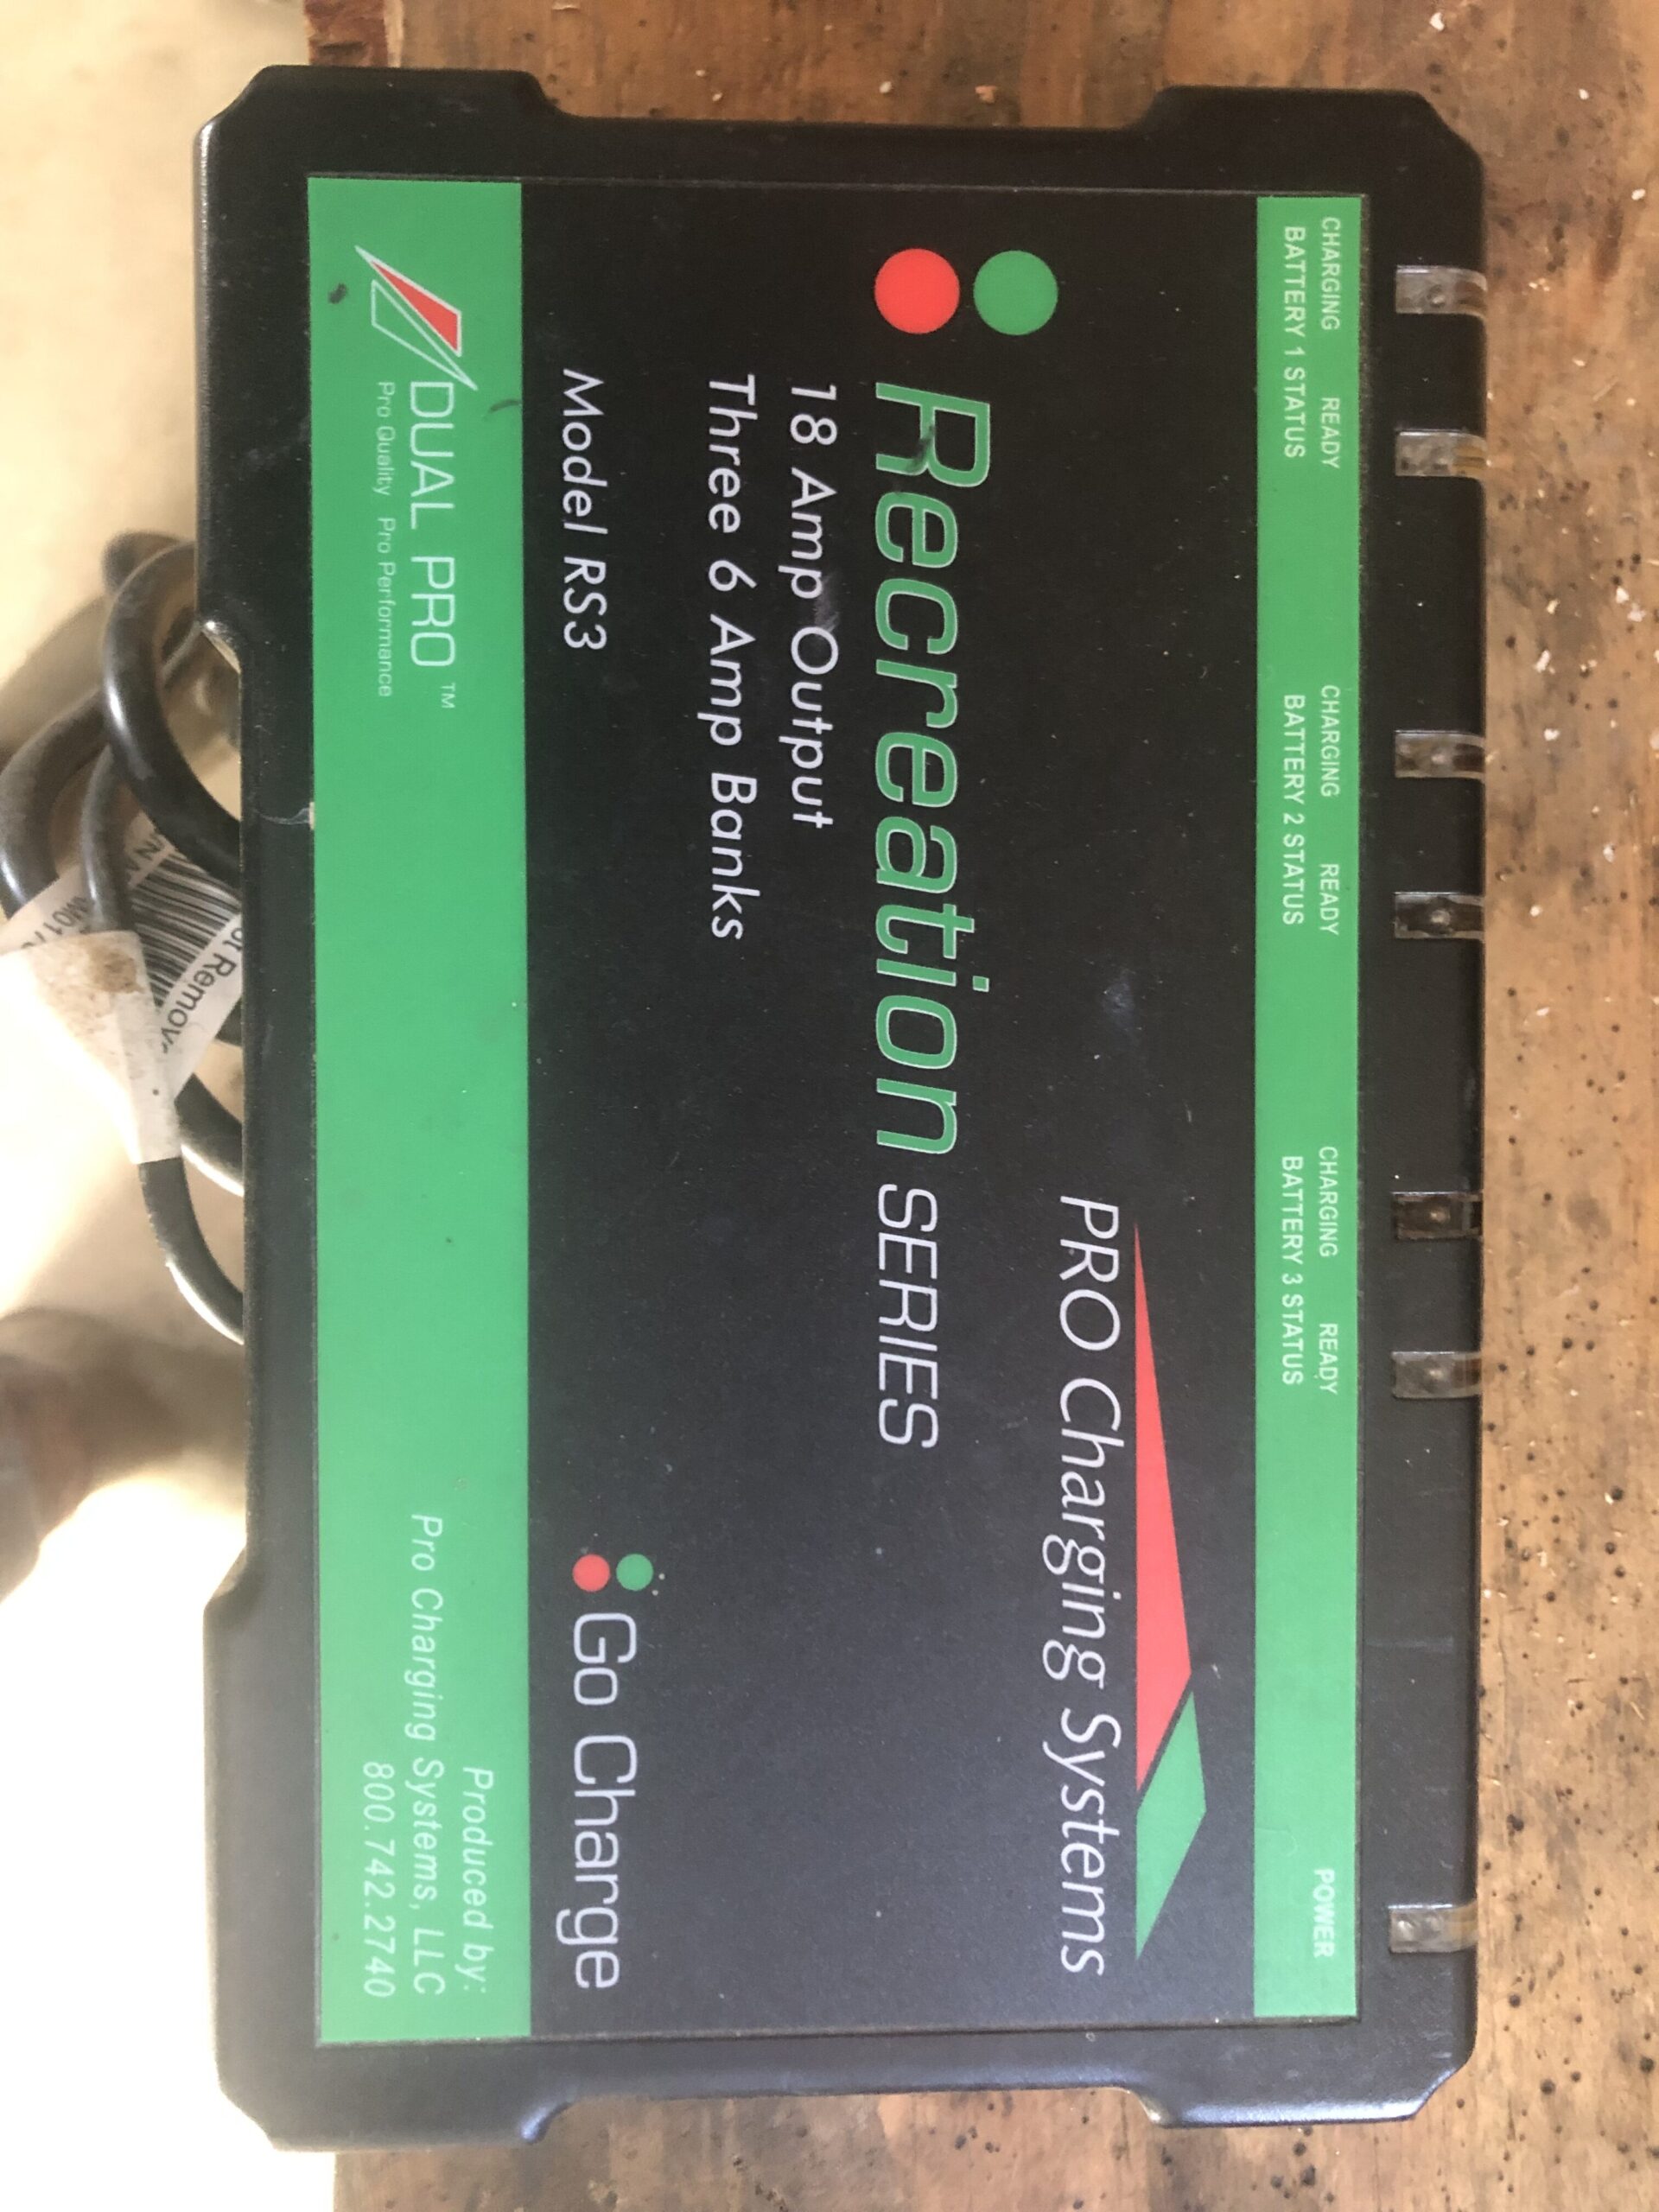 CHARGING READY
BATTERY 1 STATUS
CHARGING READY
BATTERY 2 STATUS
CHARGING READY
BATTERY 3 STATUS
POWER
PRO Charging Systems
Recreation SERIES
18 Amp Output
Three 6 Amp Banks
Model RS3
Go Charge
DUAL PRO™
Pro Quality Pro Performance
Produced by:
Pro Charging Systems, LLC
800.742.2740